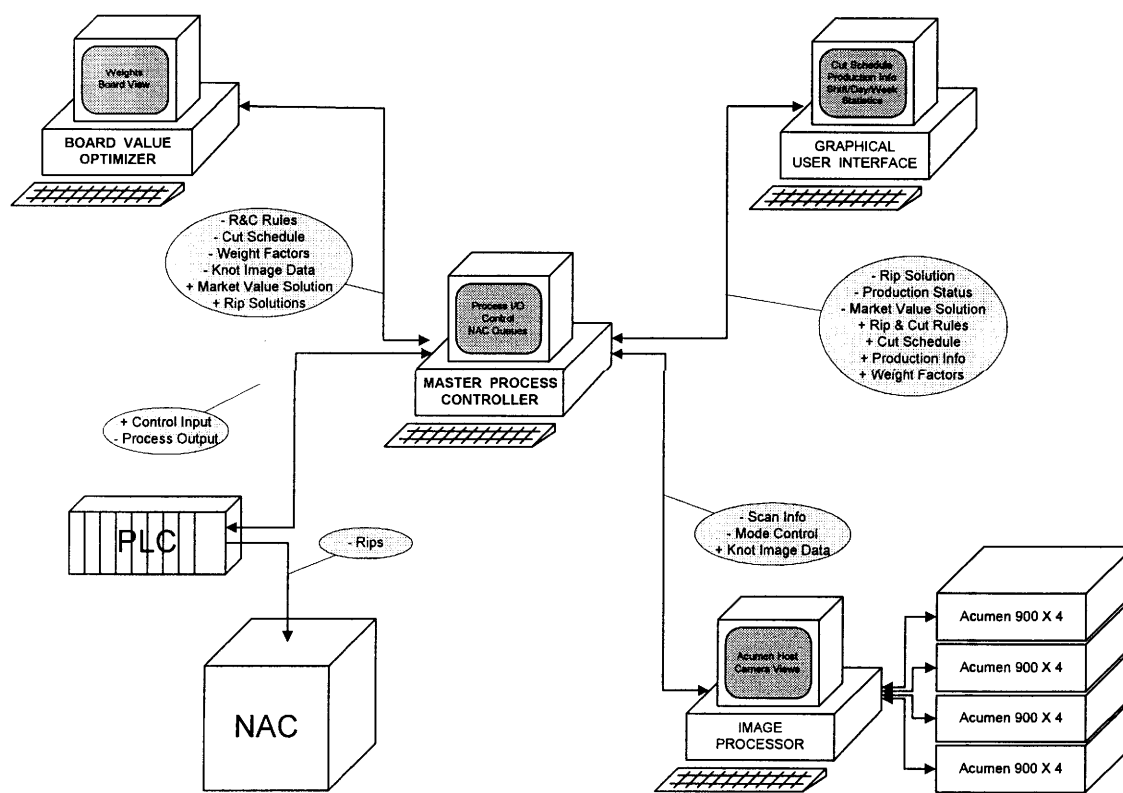 Weights
Board View
BOARD VALUE
OPTIMIZER
Cut Schedule
Production Info
Shift/Day/Week
Statistics
GRAPHICAL
USER INTERFACE
- R&C Rules
- Cut Schedule
- Weight Factors
- Knot Image Data
+ Market Value Solution
+ Rip Solutions
Process I/O
Control
NAC Queues
MASTER PROCESS
CONTROLLER
- Rip Solution
- Production Status
- Market Value Solution
+ Rip & Cut Rules
+ Cut Schedule
+ Production Info
+ Weight Factors
+ Control Input
- Process Output
PLC
- Rips
NAC
- Scan Info
- Mode Control
+ Knot Image Data
Acumen Host
Camera Views
IMAGE
PROCESSOR
Acumen 900 X 4
Acumen 900 X 4
Acumen 900 X 4
Acumen 900 X 4